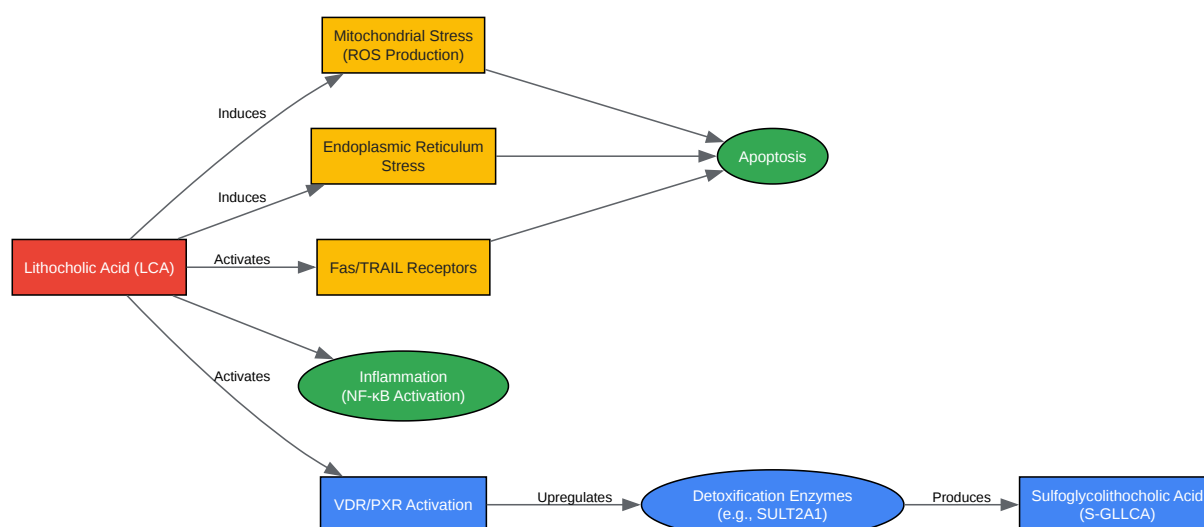 Mitochondrial Stress
(ROS Production)
Induces
Endoplasmic Reticulum
Stress
Apoptosis
Induces
Lithocholic Acid (LCA)
Activates
Fas/TRAIL Receptors
Inflammation
(NF-κB Activation)
Activates
VDR/PXR Activation
Upregulates
Detoxification Enzymes
(e.g., SULT2A1)
Produces
Sulfoglycolithocholic Acid
(S-GLLCA)